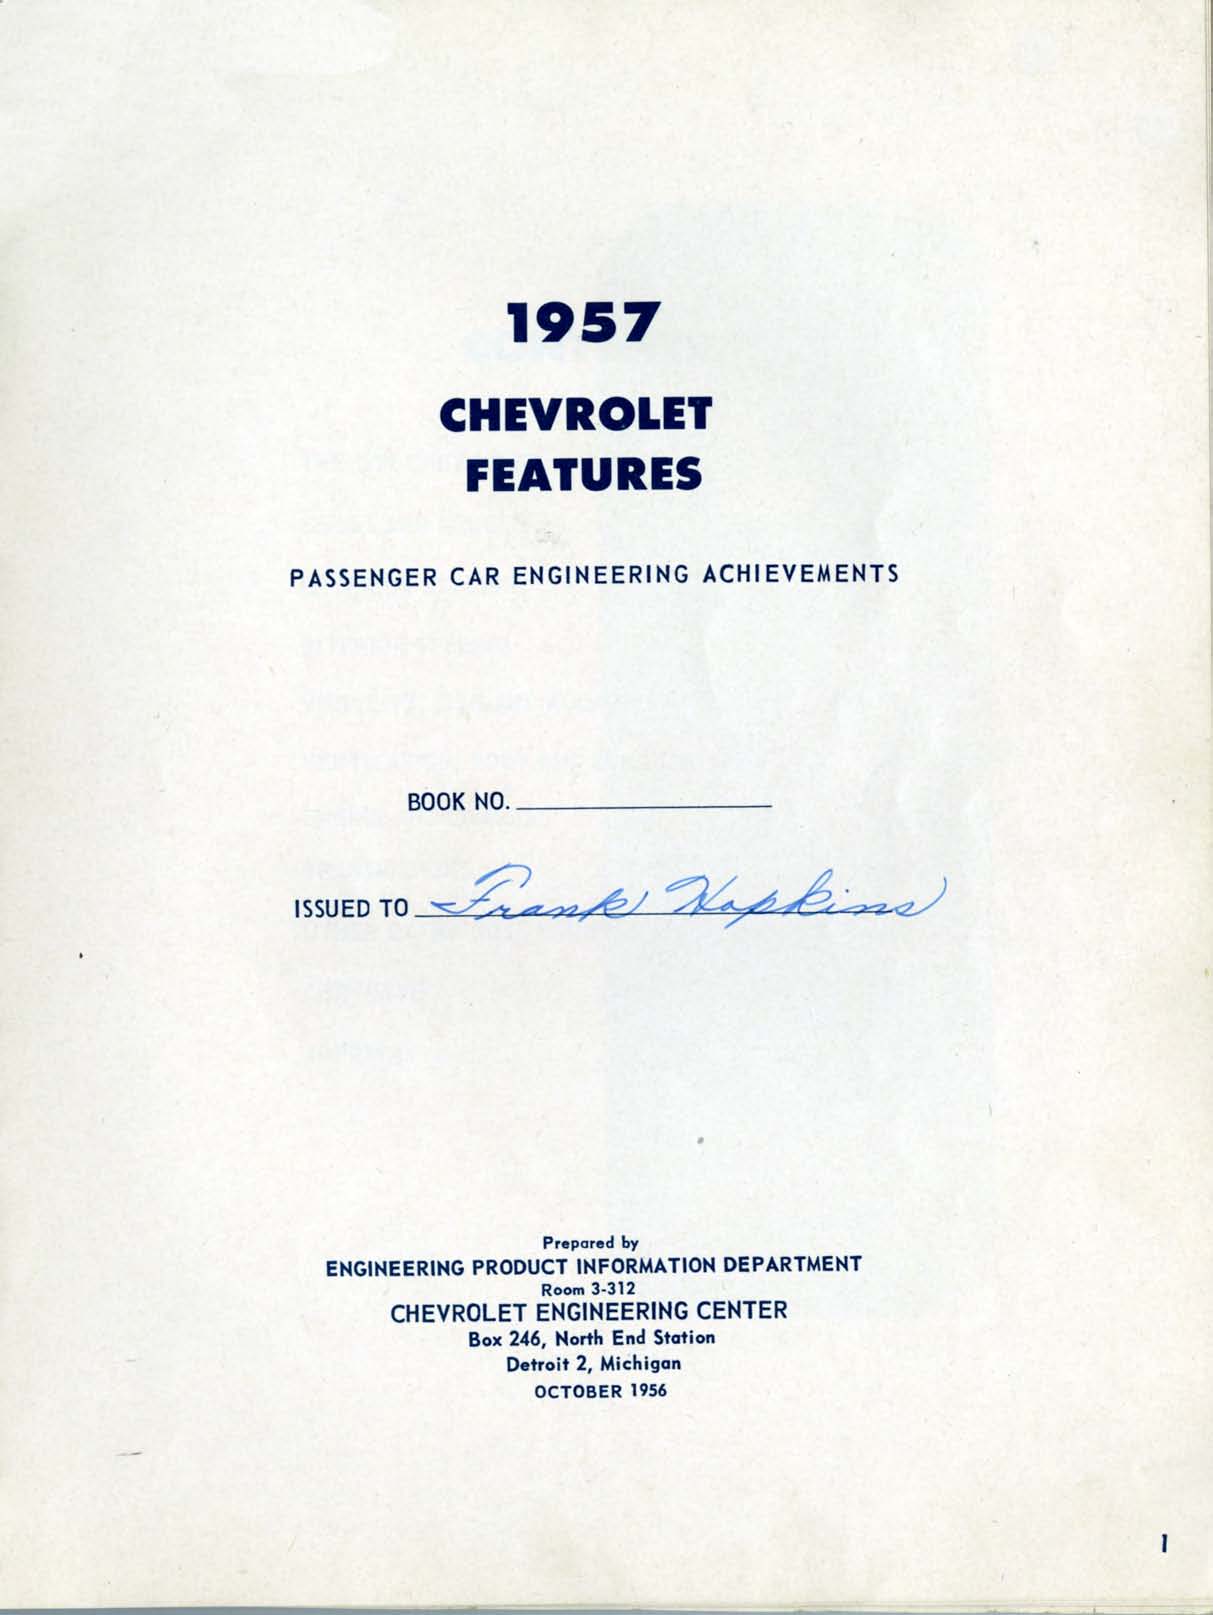 1957
CHEVROLET
FEATURES
PASSENGER CAR ENGINEERING ACHIEVEMENTS
BOOK NO.
ISSUED TO Frank Hopkins
Prepared by
ENGINEERING PRODUCT INFORMATION DEPARTMENT
Room 3-312
CHEVROLET ENGINEERING CENTER
Box 246, North End Station
Detroit 2, Michigan
OCTOBER 1956
1